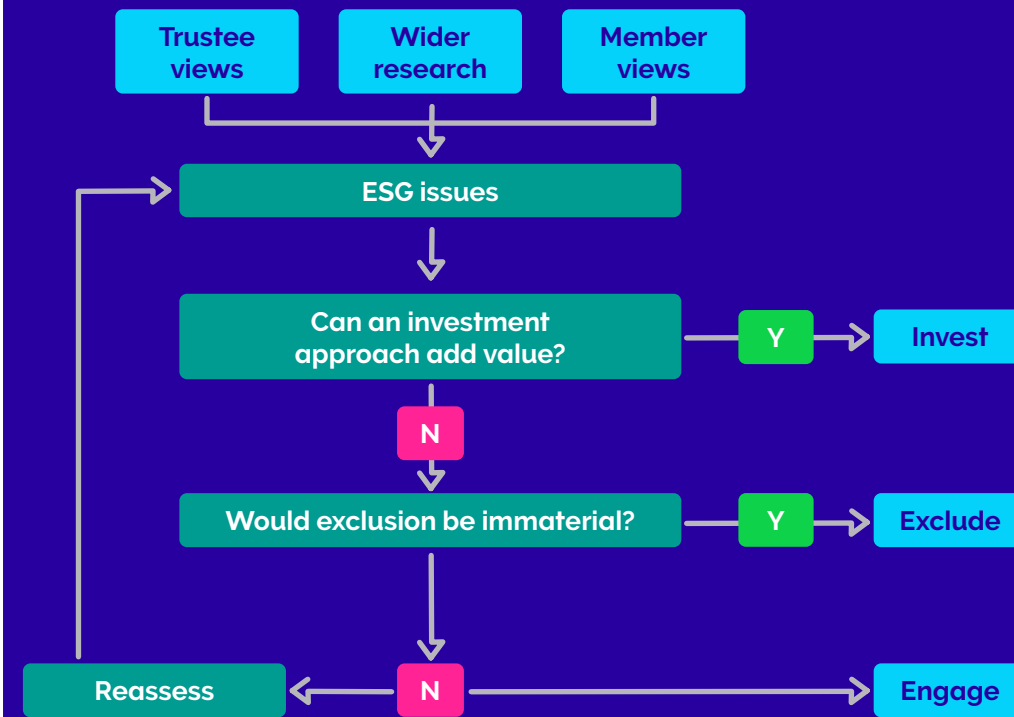 Trustee
views
Wider
research
Member
views
ESG issues
Can an investment
approach add value?
Y
Invest
N
Would exclusion be immaterial?
Y
Exclude
Reassess
N
Engage